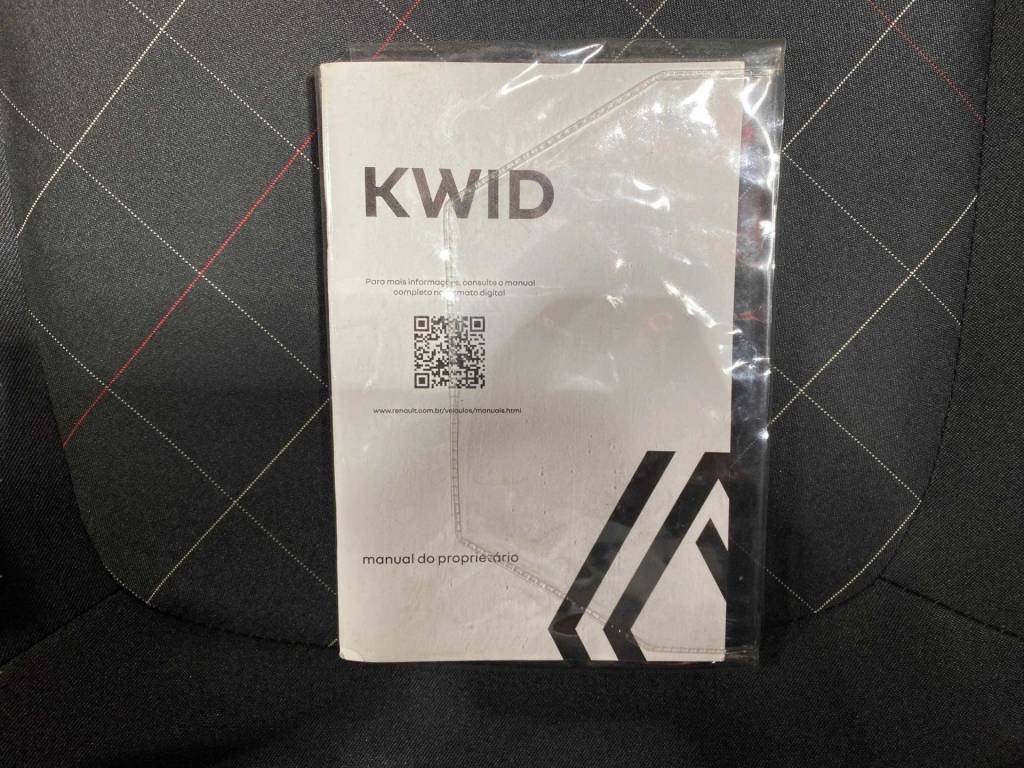 KWID
Para mais informações, consulte o manual
completo no formato digital
www.renault.com.br/veiculos/manuais.html
manual do proprietário